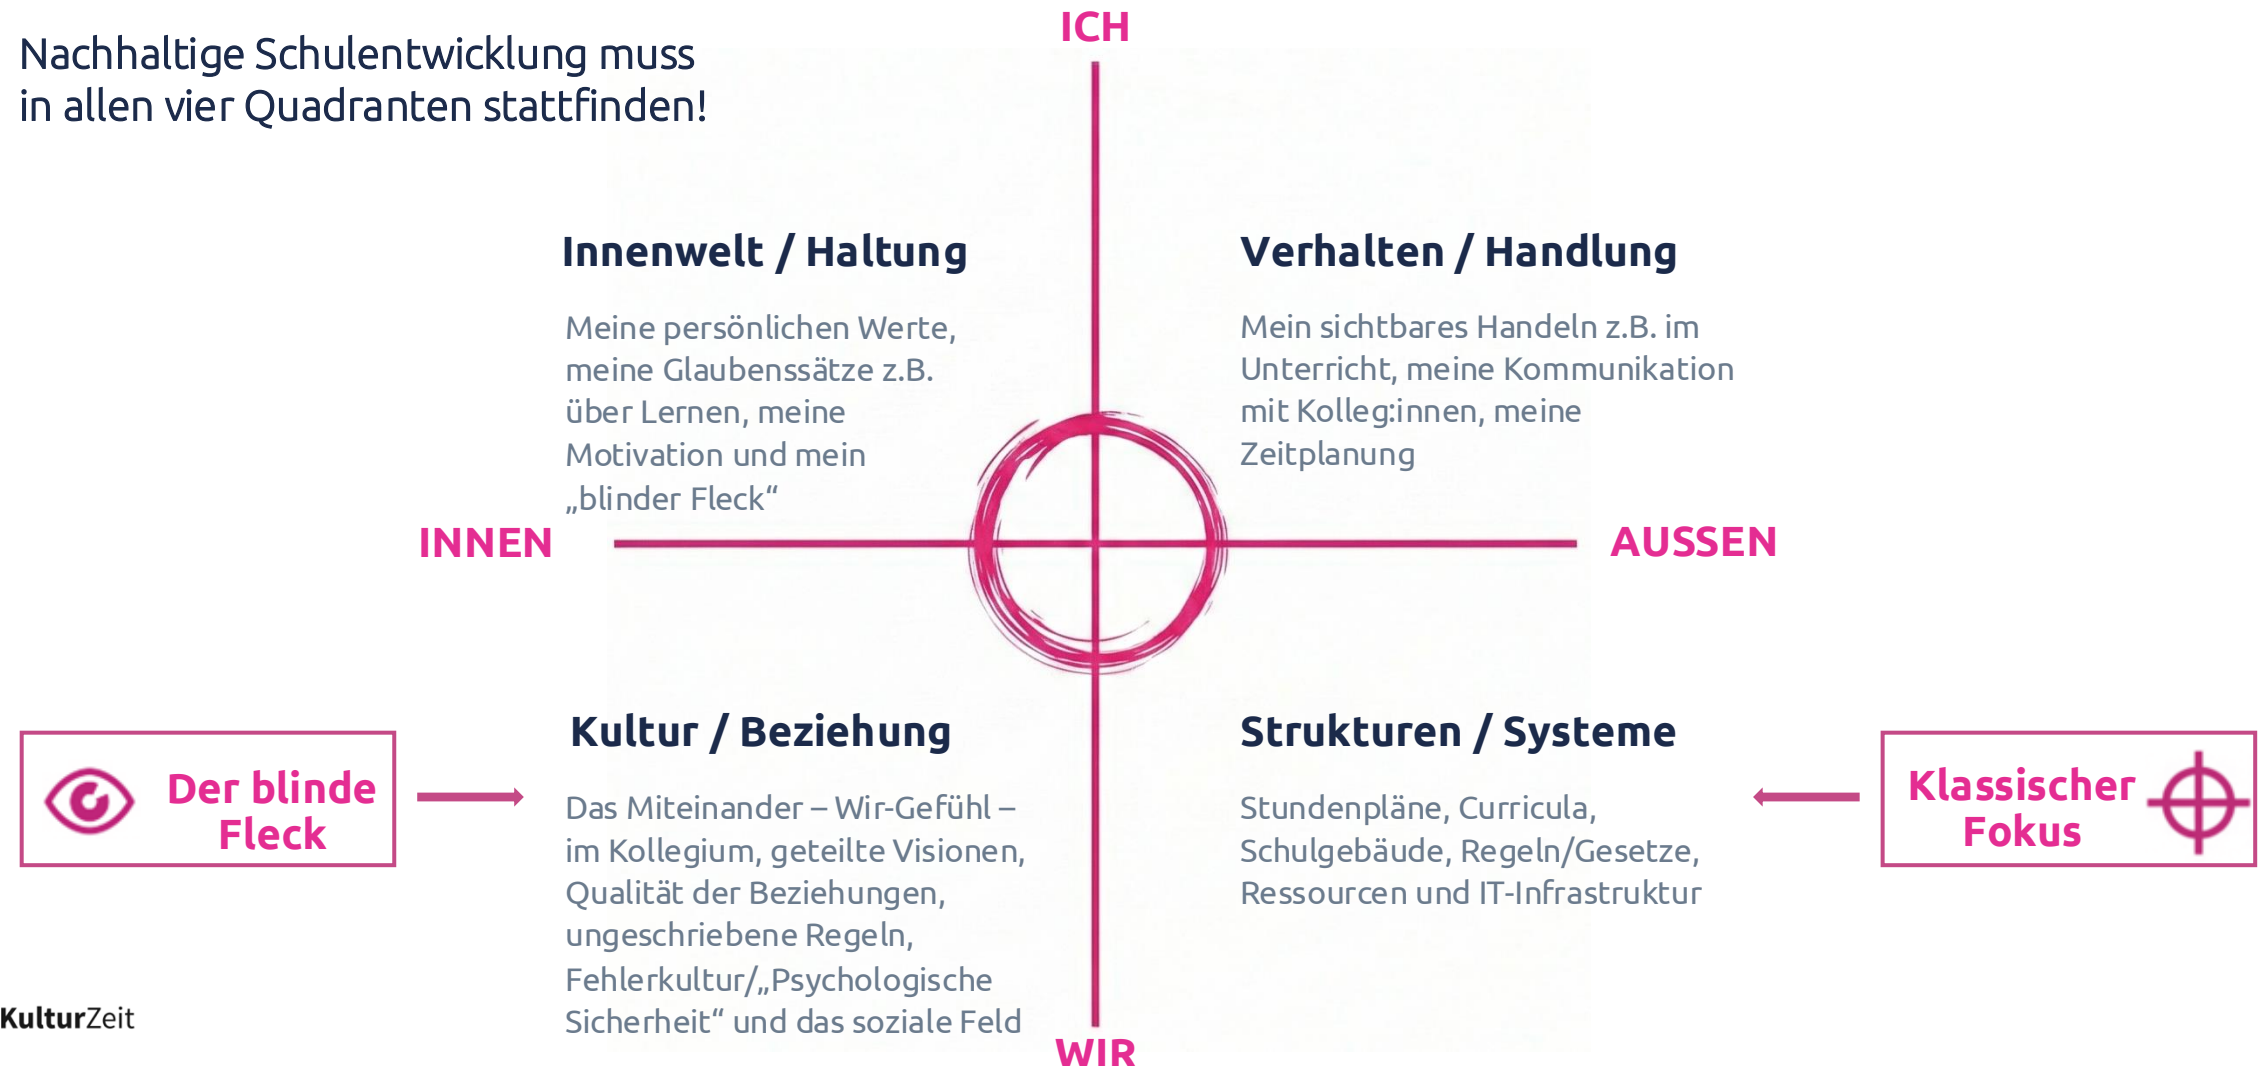 Nachhaltige Schulentwicklung muss
in allen vier Quadranten stattfinden!
ICH
Innenwelt / Haltung
Meine persönlichen Werte,
meine Glaubenssätze z.B.
über Lernen, meine
Motivation und mein
„blinder Fleck“
Verhalten / Handlung
Mein sichtbares Handeln z.B. im
Unterricht, meine Kommunikation
mit Kolleg:innen, meine
Zeitplanung
INNEN
AUSSEN
Der blinde
Fleck
Kultur / Beziehung
Das Miteinander – Wir-Gefühl –
im Kollegium, geteilte Visionen,
Qualität der Beziehungen,
ungeschriebene Regeln,
Fehlerkultur/„Psychologische
Sicherheit“ und das soziale Feld
Strukturen / Systeme
Stundenpläne, Curricula,
Schulgebäude, Regeln/Gesetze,
Ressourcen und IT-Infrastruktur
Klassischer
Fokus
WIR
KulturZeit